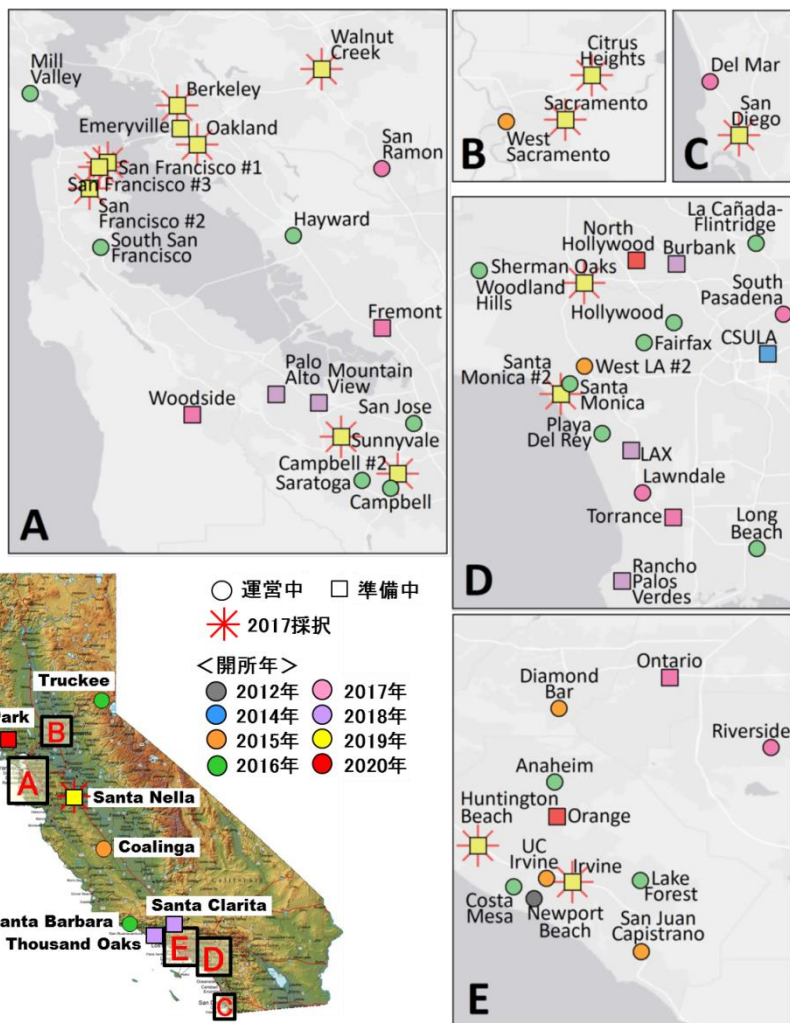 Mill
Valley
Walnut
Creek
Berkeley
Emeryville
Oakland
San
Ramon
San Francisco #1
San Francisco #3
San
Francisco #2
South San
Francisco
Hayward
Fremont
Palo
Alto
Mountain
View
Woodside
San Jose
Sunnyvale
Campbell #2
Saratoga
Campbell
A
Citrus
Heights
Sacramento
West
Sacramento
B
Del Mar
San
Diego
C
La Cañada-
Flintridge
North
Hollywood
Burbank
Sherman Oaks
Woodland
Hills
South
Pasadena
Hollywood
Fairfax
CSULA
Santa
Monica #2
West LA #2
Santa
Monica
Playa
Del Rey
LAX
Lawndale
Torrance
Long
Beach
Rancho
Palos
Verdes
D
○ 運営中 □ 準備中
2017採択
<開所年>
2012年 2017年
2014年 2018年
2015年 2019年
2016年 2020年
Truckee
B
A
Santa Nella
Coalinga
California
Santa Clarita
Thousand Oaks
E
D
C
Diamond
Bar
Ontario
Riverside
Anaheim
Huntington
Beach
Orange
UC
Irvine
Irvine
Costa
Mesa
Newport
Beach
Lake
Forest
San Juan
Capistrano
E